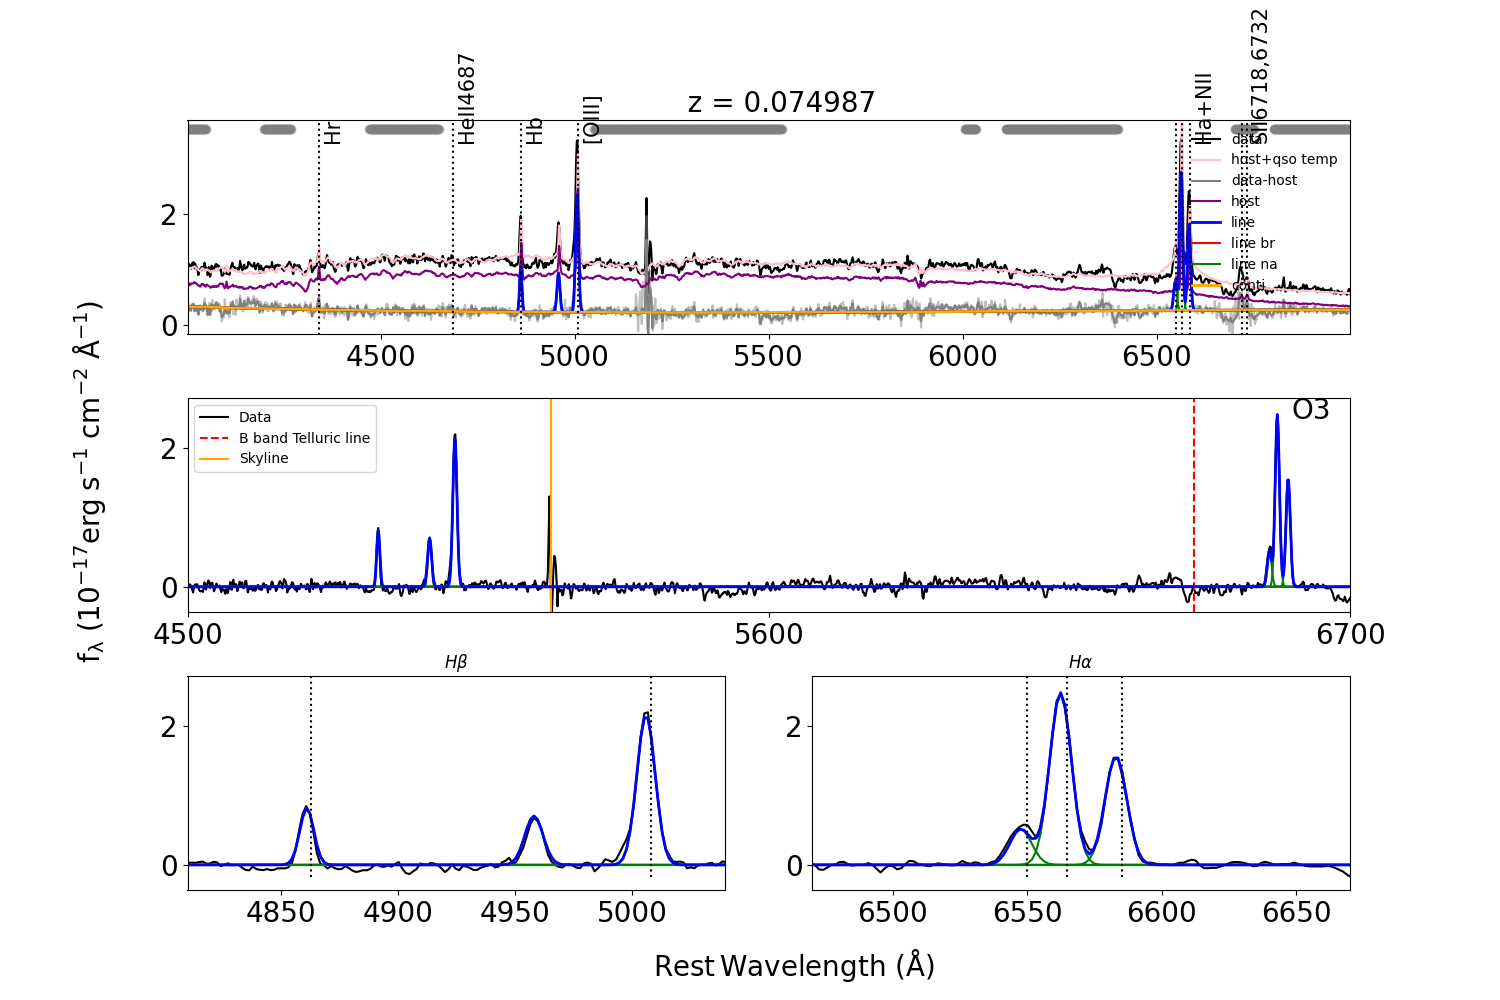 z = 0.074987
Hr
HeII4687
Hb
[OIII]
Ha+NII
SII6718,6732
data
host+qso temp
data-host
host
line
line br
line na
conti
2
0
4500
5000
5500
6000
6500
Data
B band Telluric line
Skyline
O3
2
0
4500
5600
6700
fλ (10⁻¹⁷erg s⁻¹ cm⁻² Å⁻¹)
Hβ
2
0
4850
4900
4950
5000
Hα
2
0
6500
6550
6600
6650
Rest Wavelength (Å)